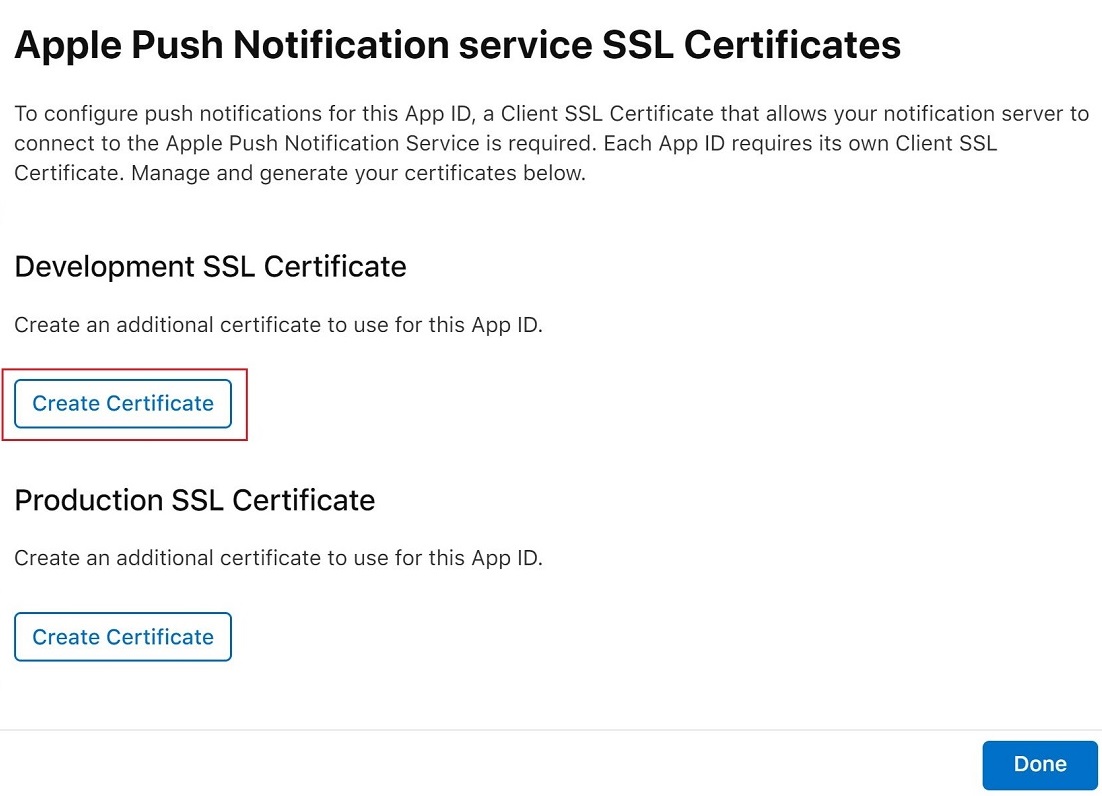 Apple Push Notification service SSL Certificates
To configure push notifications for this App ID, a Client SSL Certificate that allows your notification server to
connect to the Apple Push Notification Service is required. Each App ID requires its own Client SSL
Certificate. Manage and generate your certificates below.
Development SSL Certificate
Create an additional certificate to use for this App ID.
Create Certificate
Production SSL Certificate
Create an additional certificate to use for this App ID.
Create Certificate
Done